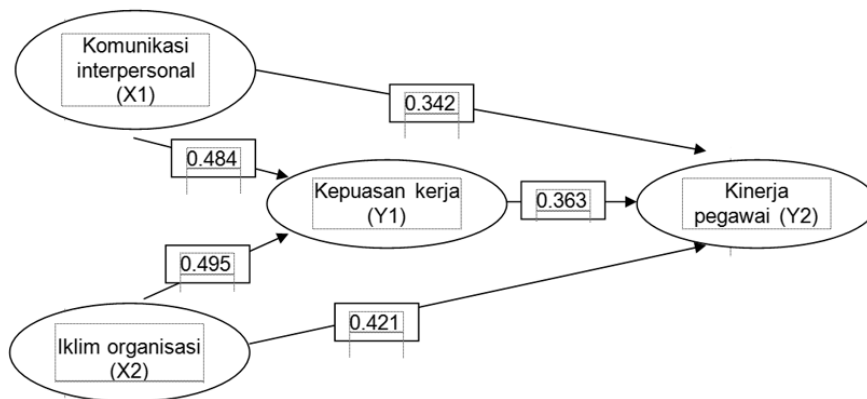 Komunikasi
interpersonal
(X1)
0.342
0.484
Kepuasan kerja
(Y1)
0.363
Kinerja
pegawai (Y2)
0.495
0.421
Iklim organisasi
(X2)